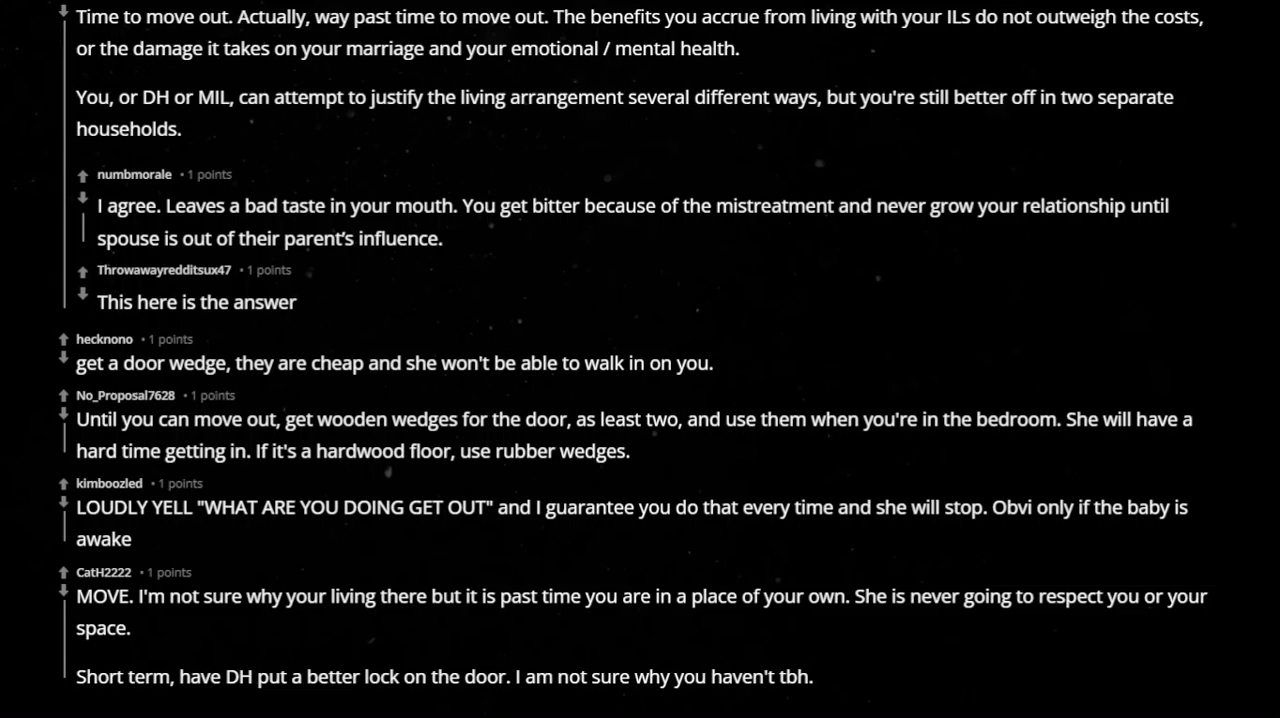 Time to move out. Actually, way past time to move out. The benefits you accrue from living with your ILs do not outweigh the costs,
or the damage it takes on your marriage and your emotional / mental health.
You, or DH or MIL, can attempt to justify the living arrangement several different ways, but you're still better off in two separate
households.
numbmorale • 1 points
I agree. Leaves a bad taste in your mouth. You get bitter because of the mistreatment and never grow your relationship until
spouse is out of their parent's influence.
Throwawayredditsux47 • 1 points
This here is the answer
hecknono • 1 points
get a door wedge, they are cheap and she won't be able to walk in on you.
No_Proposal7628 • 1 points
Until you can move out, get wooden wedges for the door, as least two, and use them when you're in the bedroom. She will have a
hard time getting in. If it's a hardwood floor, use rubber wedges.
kimboozled • 1 points
LOUDLY YELL "WHAT ARE YOU DOING GET OUT" and I guarantee you do that every time and she will stop. Obvi only if the baby is
awake
CatH2222 • 1 points
MOVE. I'm not sure why your living there but it is past time you are in a place of your own. She is never going to respect you or your
space.
Short term, have DH put a better lock on the door. I am not sure why you haven't tbh.